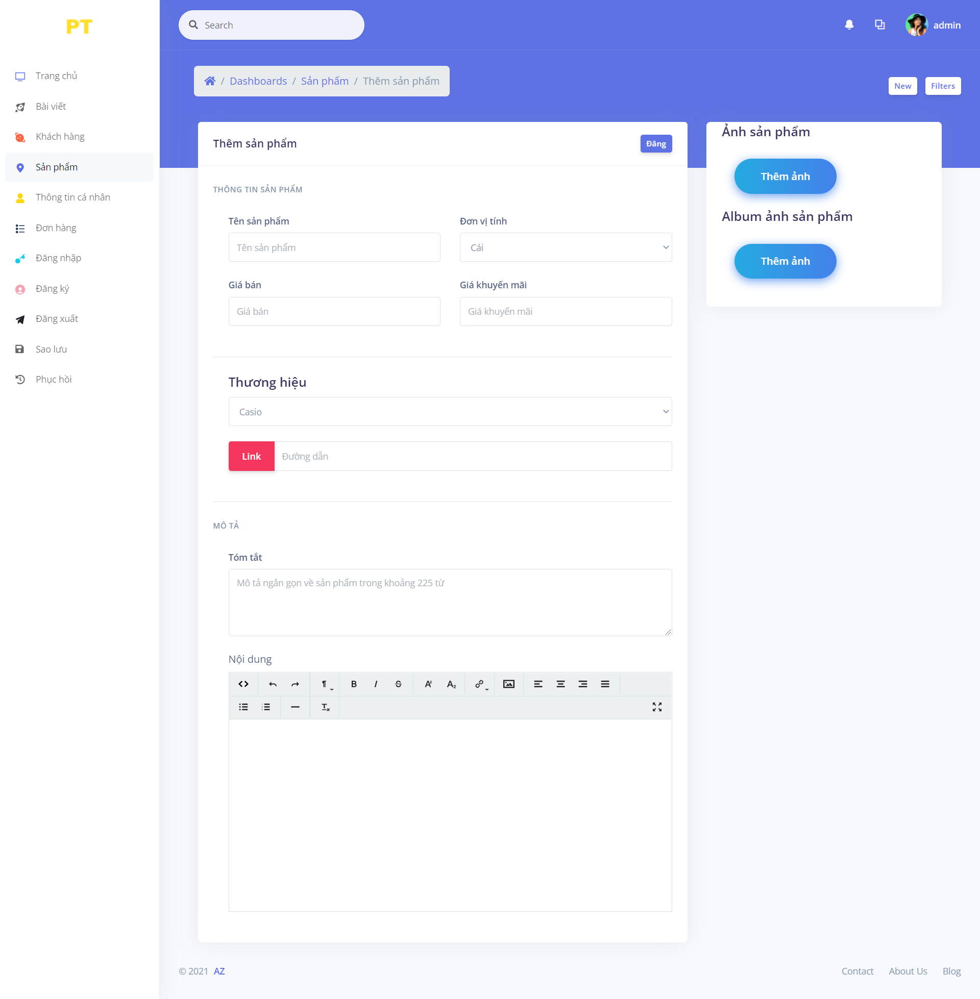 PT
Trang chủ
Bài viết
Khách hàng
Sản phẩm
Thông tin cá nhân
Đơn hàng
Đăng nhập
Đăng ký
Đăng xuất
Sao lưu
Phục hồi
Search
admin
/ Dashboards / Sản phẩm / Thêm sản phẩm
New Filters
Thêm sản phẩm
Đăng
THÔNG TIN SẢN PHẨM
Tên sản phẩm Đơn vị tính
Tên sản phẩm Cái
Giá bán Giá khuyến mãi
Giá bán Giá khuyến mãi
Thương hiệu
Casio
Link Đường dẫn
MÔ TẢ
Tóm tắt
Mô tả ngắn gọn về sản phẩm trong khoảng 225 từ
Nội dung
Ảnh sản phẩm
Thêm ảnh
Album ảnh sản phẩm
Thêm ảnh
© 2021 AZ
Contact About Us Blog